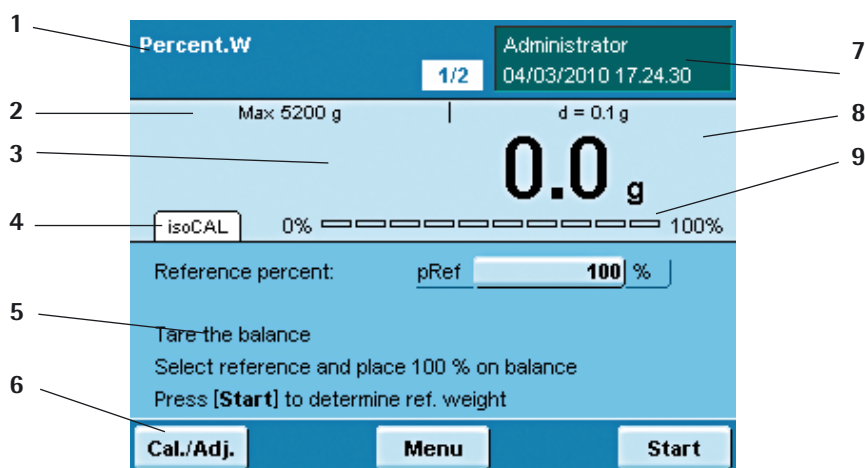 1
Percent.W
1/2
Administrator
04/03/2010 17.24.30
7
2
Max 5200 g
d = 0.1 g
8
3
0.0 g
9
4
isoCAL
0%
100%
Reference percent:
pRef 100 %
5
Tare the balance
Select reference and place 100 % on balance
Press [Start] to determine ref. weight
6
Cal./Adj.
Menu
Start